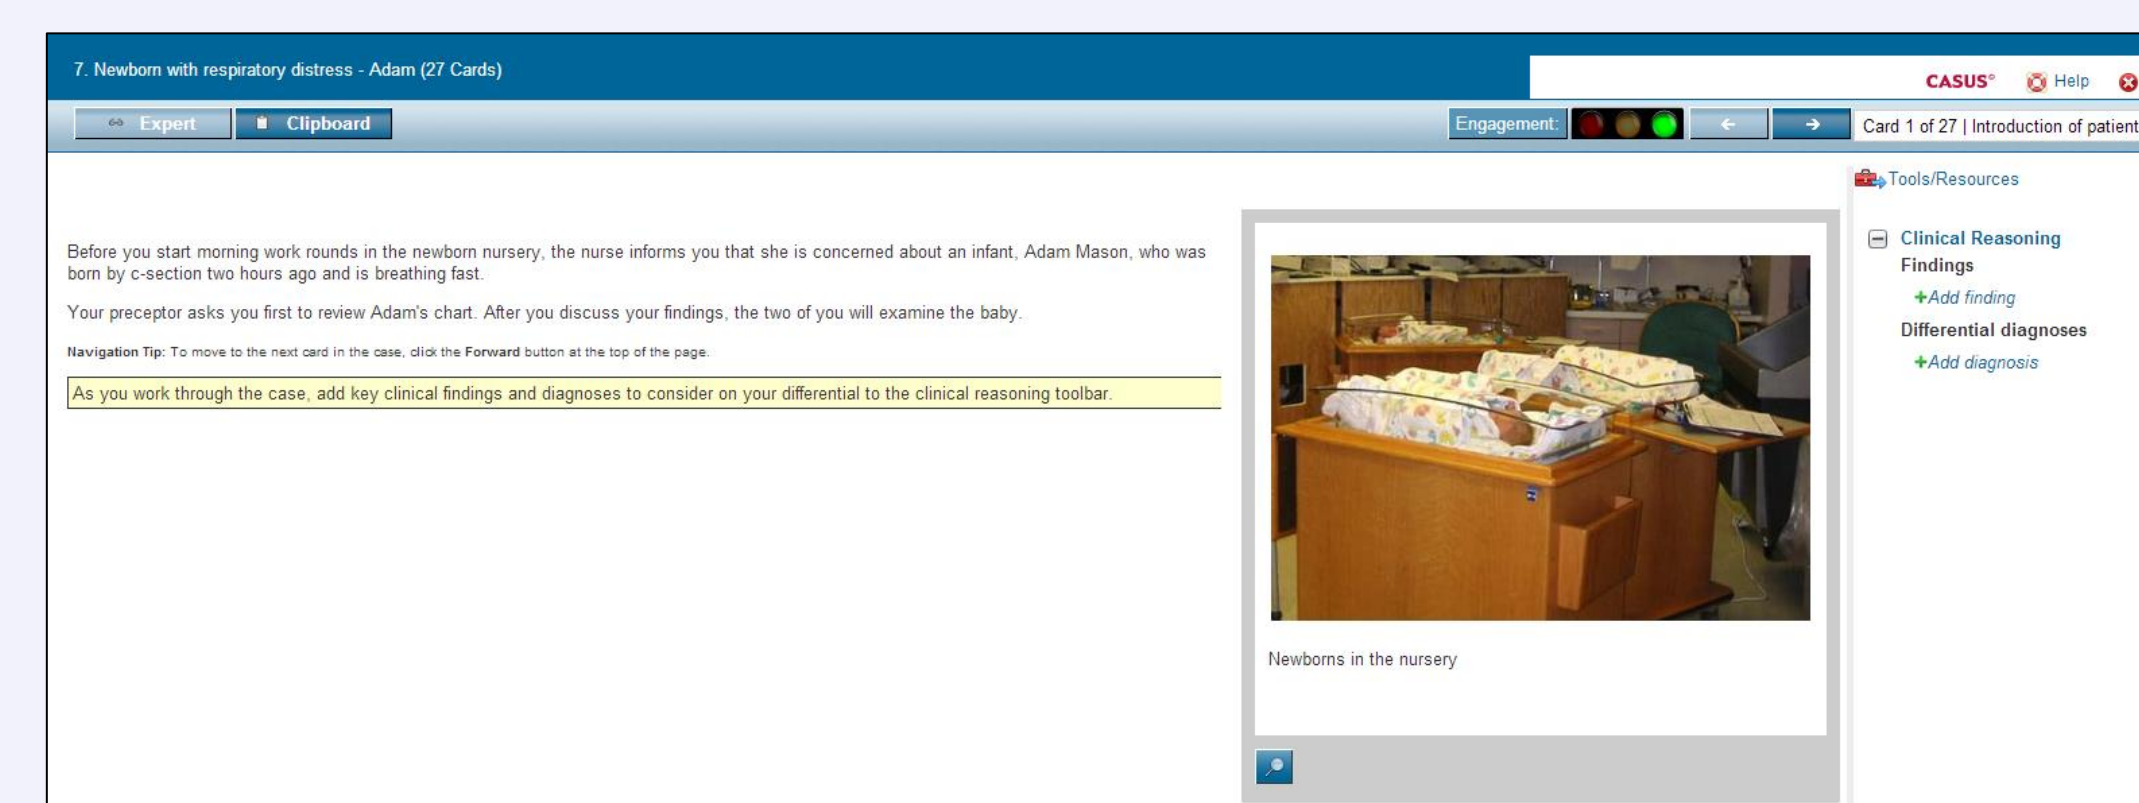 7. Newborn with respiratory distress - Adam (27 Cards)
CASUS° Help
Expert Clipboard Engagement: Card 1 of 27 | Introduction of patient
Tools/Resources
Before you start morning work rounds in the newborn nursery, the nurse informs you that she is concerned about an infant, Adam Mason, who was
born by c-section two hours ago and is breathing fast.
Your preceptor asks you first to review Adam's chart. After you discuss your findings, the two of you will examine the baby.
Navigation Tip: To move to the next card in the case, click the Forward button at the top of the page.
As you work through the case, add key clinical findings and diagnoses to consider on your differential to the clinical reasoning toolbar.
Newborns in the nursery
Clinical Reasoning
Findings
+Add finding
Differential diagnoses
+Add diagnosis